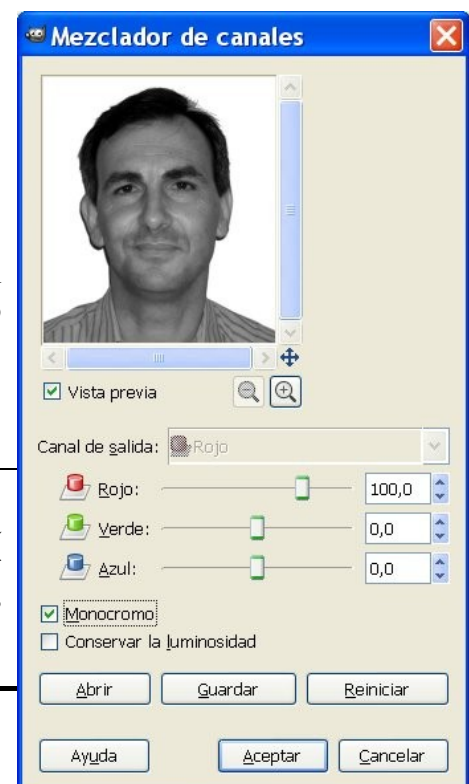 Mezclador de canales
Vista previa
Canal de salida: Rojo
Rojo: 100,0
Verde: 0,0
Azul: 0,0
Monocromo
Conservar la luminosidad
Abrir Guardar Reiniciar
Ayuda Aceptar Cancelar